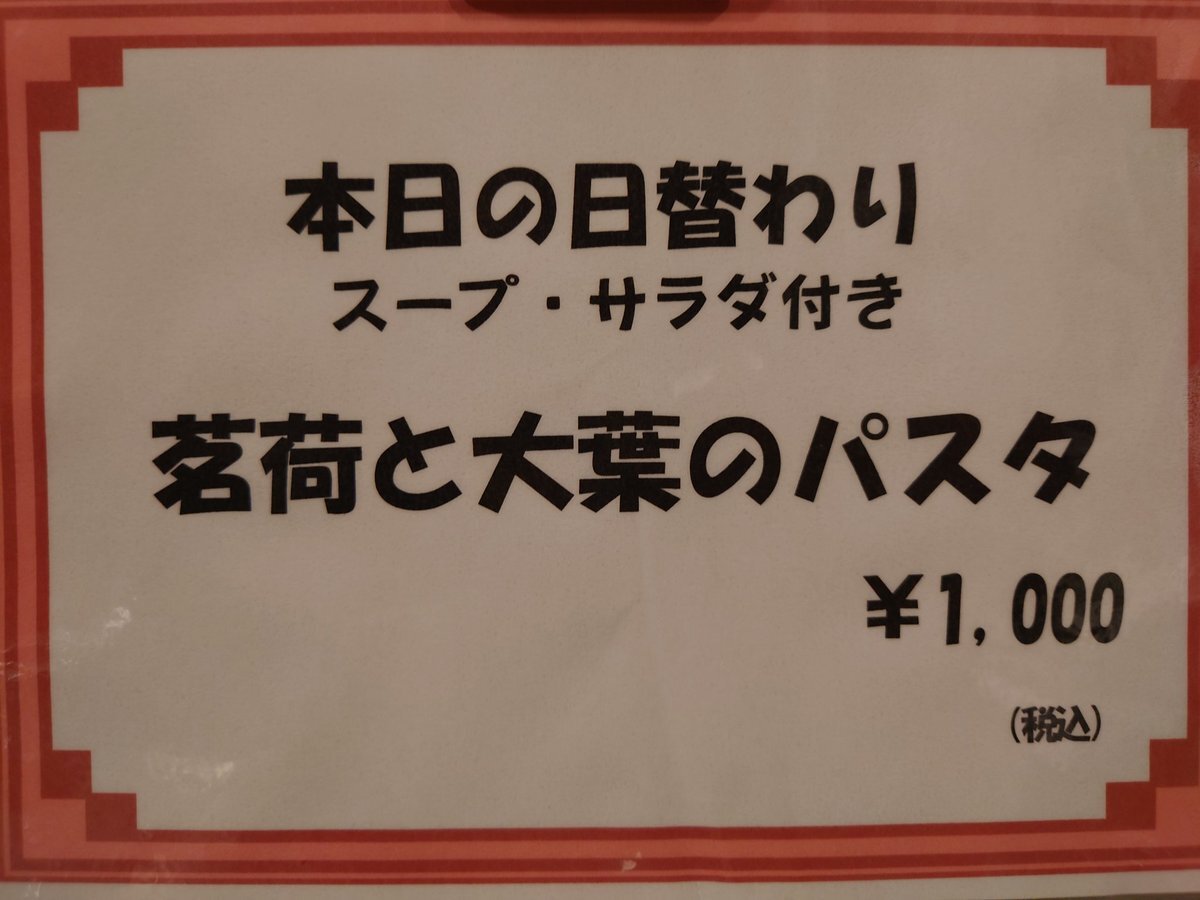 本日の日替わり
スープ・サラダ付き
茗荷と大葉のパスタ
￥1,000
(税込)